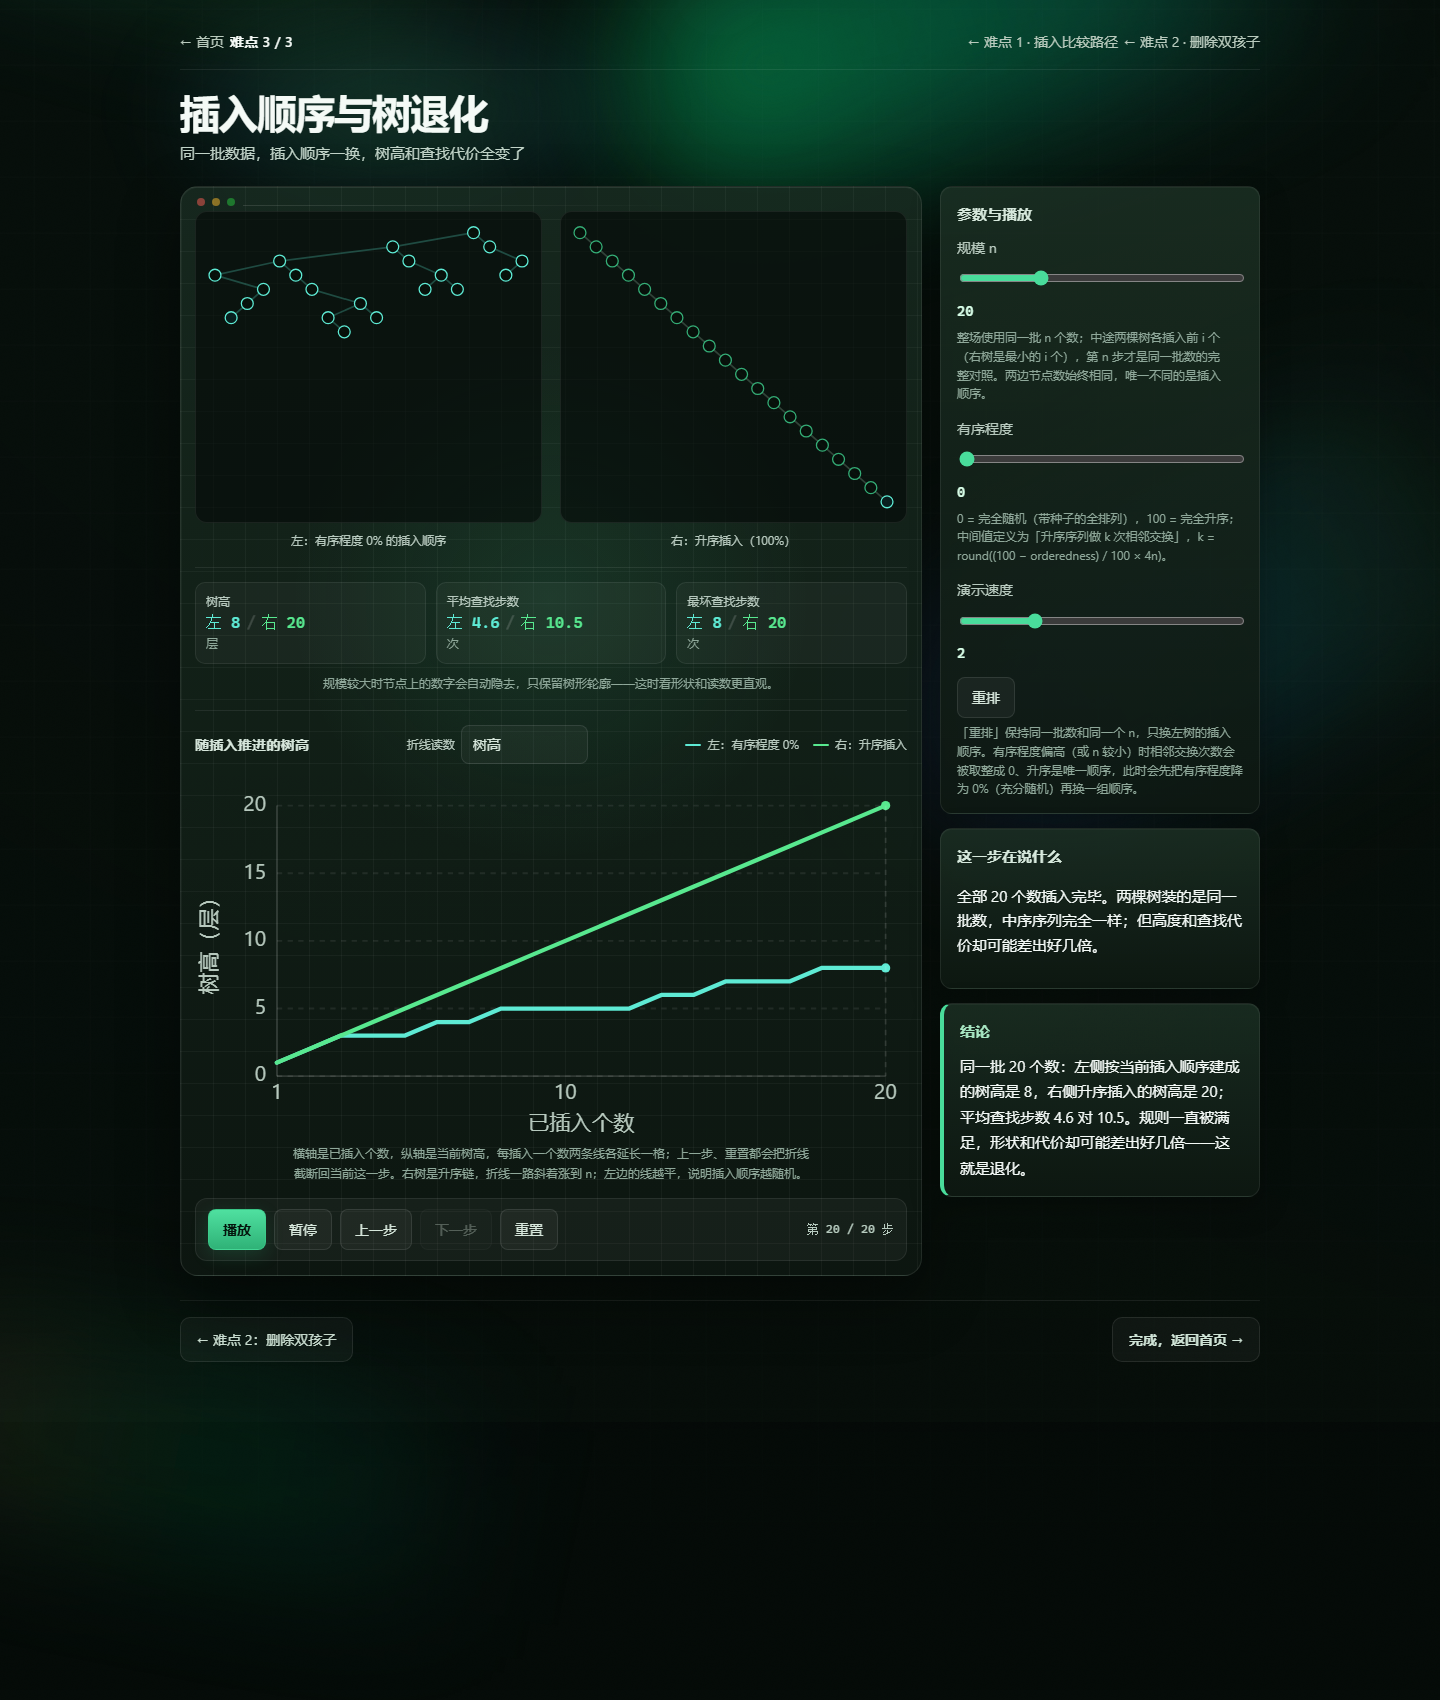 ← 首页 难点 3 / 3
← 难点 1 · 插入比较路径 ← 难点 2 · 删除双孩子
插入顺序与树退化
同一批数据，插入顺序一换，树高和查找代价全变了
左：有序程度 0% 的插入顺序
右：升序插入（100%）
树高
左 8 / 右 20
层
平均查找步数
左 4.6 / 右 10.5
次
最坏查找步数
左 8 / 右 20
次
规模较大时节点上的数字会自动隐去，只保留树形轮廓——这时看形状和读数更直观。
随插入推进的树高
折线读数 树高
左：有序程度 0% 右：升序插入
20
15
10
5
0
树高（层）
1 10 20
已插入个数
横轴是已插入个数，纵轴是当前树高，每插入一个数两条线各延长一格；上一步、重置都会把折线
截断回当前这一步。右树是升序链，折线一路斜着涨到 n；左边的线越平，说明插入顺序越随机。
播放 暂停 上一步 下一步 重置 第 20 / 20 步
参数与播放
规模 n
20
整场使用同一批 n 个数；中途两棵树各插入前 i 个
（右树是最小的 i 个），第 n 步才是同一批数的完
整对照。两边节点数始终相同，唯一不同的是插入
顺序。
有序程度
0
0 = 完全随机（带种子的全排列），100 = 完全升序；
中间值定义为「升序序列做 k 次相邻交换」，k =
round((100 − orderedness) / 100 × 4n)。
演示速度
2
重排
「重排」保持同一批数和同一个 n，只换左树的插入
顺序。有序程度偏高（或 n 较小）时相邻交换次数会
被取整成 0、升序是唯一顺序，此时会先把有序程度降
为 0%（充分随机）再换一组顺序。
这一步在说什么
全部 20 个数插入完毕。两棵树装的是同一
批数，中序序列完全一样；但高度和查找代
价却可能差出好几倍。
结论
同一批 20 个数：左侧按当前插入顺序建成
的树高是 8，右侧升序插入的树高是 20；
平均查找步数 4.6 对 10.5。规则一直被满
足，形状和代价却可能差出好几倍——这
就是退化。
← 难点 2：删除双孩子
完成，返回首页 →